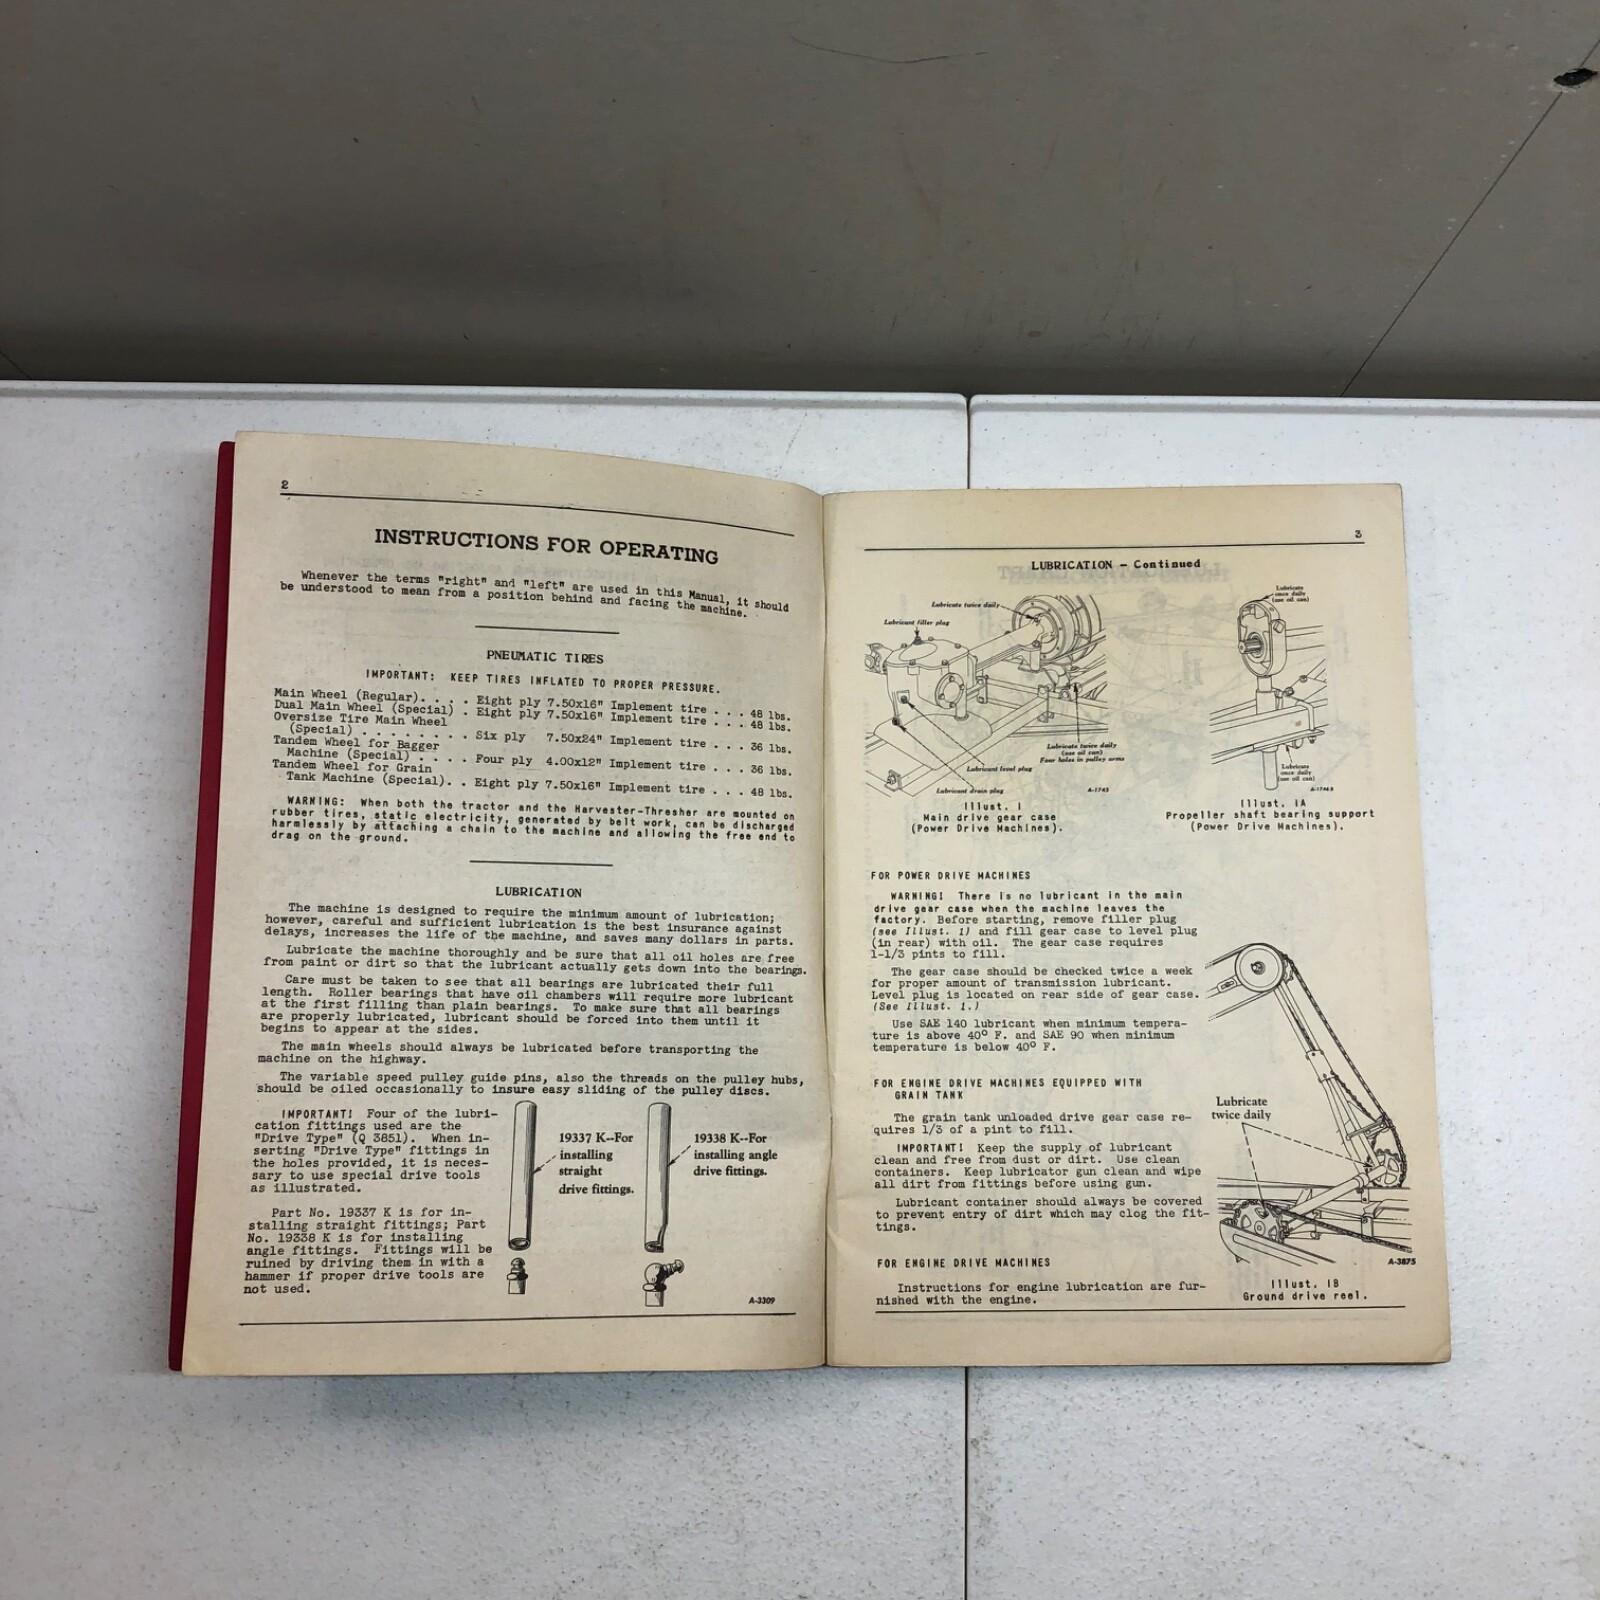 2
INSTRUCTIONS FOR OPERATING
Whenever the terms "right" and "left" are used in this Manual, it should
be understood to mean from a position behind and facing the machine.
PNEUMATIC TIRES
IMPORTANT: KEEP TIRES INFLATED TO PROPER PRESSURE.
Main Wheel (Regular). . . . Eight ply 7.50x16" Implement tire . . . 48 lbs.
Dual Main Wheel (Special) . Eight ply 7.50x16" Implement tire . . . 48 lbs.
Oversize Tire Main Wheel
(Special) . . . . . . . . Six ply 7.50x24" Implement tire . . . 36 lbs.
Tandem Wheel for Bagger
Machine (Special) . . . . Four ply 4.00x12" Implement tire . . . 36 lbs.
Tandem Wheel for Grain
Tank Machine (Special). . Eight ply 7.50x16" Implement tire . . . 48 lbs.
WARNING: When both the tractor and the Harvester-Thresher are mounted on
rubber tires, static electricity, generated by belt work, can be discharged
harmlessly by attaching a chain to the machine and allowing the free end to
drag on the ground.
LUBRICATION
The machine is designed to require the minimum amount of lubrication;
however, careful and sufficient lubrication is the best insurance against
delays, increases the life of the machine, and saves many dollars in parts.
Lubricate the machine thoroughly and be sure that all oil holes are free
from paint or dirt so that the lubricant actually gets down into the bearings.
Care must be taken to see that all bearings are lubricated their full
length. Roller bearings that have oil chambers will require more lubricant
at the first filling than plain bearings. To make sure that all bearings
are properly lubricated, lubricant should be forced into them until it
begins to appear at the sides.
The main wheels should always be lubricated before transporting the
machine on the highway.
The variable speed pulley guide pins, also the threads on the pulley hubs,
should be oiled occasionally to insure easy sliding of the pulley discs.
IMPORTANT! Four of the lubri-
cation fittings used are the
"Drive Type" (Q 3851). When in-
serting "Drive Type" fittings in
the holes provided, it is neces-
sary to use special drive tools
as illustrated.
Part No. 19337 K is for in-
stalling straight fittings; Part
No. 19338 K is for installing
angle fittings. Fittings will be
ruined by driving them in with a
hammer if proper drive tools are
not used.
19337 K--For
installing
straight
drive fittings.
19338 K--For
installing angle
drive fittings.
A-3309
3
LUBRICATION - Continued
Lubricate twice daily
Lubricant filler plug
Lubricate twice daily
(use oil can)
Four holes in pulley arms
Lubricant level plug
Lubricant drain plug
A-1743
Illust. 1
Main drive gear case
(Power Drive Machines).
Lubricate
once daily
(use oil can)
Lubricate
once daily
(use oil can)
Illust. 1A
Propeller shaft bearing support
(Power Drive Machines).
FOR POWER DRIVE MACHINES
WARNING! There is no lubricant in the main
drive gear case when the machine leaves the
factory. Before starting, remove filler plug
(see Illust. 1) and fill gear case to level plug
(in rear) with oil. The gear case requires
1-1/3 pints to fill.
The gear case should be checked twice a week
for proper amount of transmission lubricant.
Level plug is located on rear side of gear case.
(See Illust. 1.)
Use SAE 140 lubricant when minimum tempera-
ture is above 40° F. and SAE 90 when minimum
temperature is below 40° F.
FOR ENGINE DRIVE MACHINES EQUIPPED WITH
GRAIN TANK
The grain tank unloaded drive gear case re-
quires 1/3 of a pint to fill.
IMPORTANT! Keep the supply of lubricant
clean and free from dust or dirt. Use clean
containers. Keep lubricator gun clean and wipe
all dirt from fittings before using gun.
Lubricant container should always be covered
to prevent entry of dirt which may clog the fit-
tings.
FOR ENGINE DRIVE MACHINES
Instructions for engine lubrication are fur-
nished with the engine.
Lubricate
twice daily
A-3875
Illust. 1B
Ground drive reel.